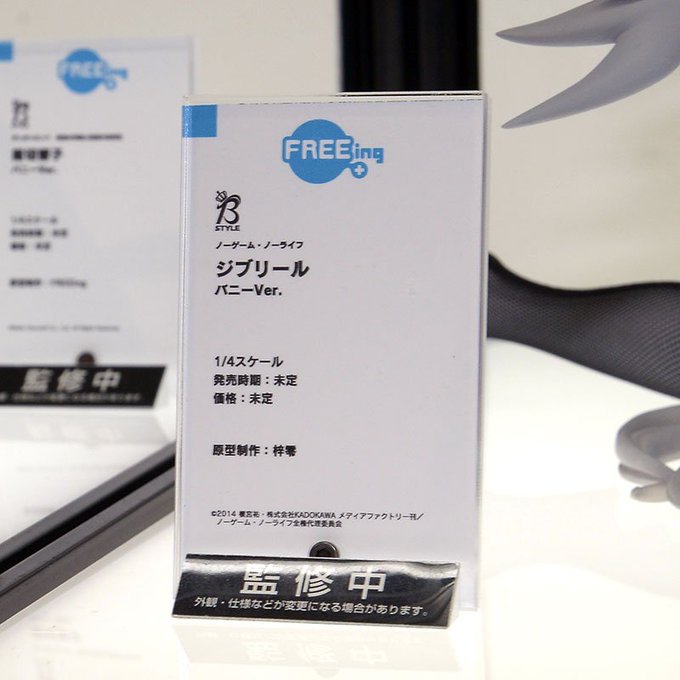 FREEing
B
STYLE
ノーゲーム・ノーライフ
ジブリール
バニーVer.
1/4スケール
発売時期：未定
価格：未定
原型制作：梓零
©2014 榎宮祐・株式会社KADOKAWA メディアファクトリー刊／
ノーゲーム・ノーライフ全権代理委員会
監修中
外観・仕様などが変更になる場合があります。
FREEing
バニーVer.
1/4スケール
監修中